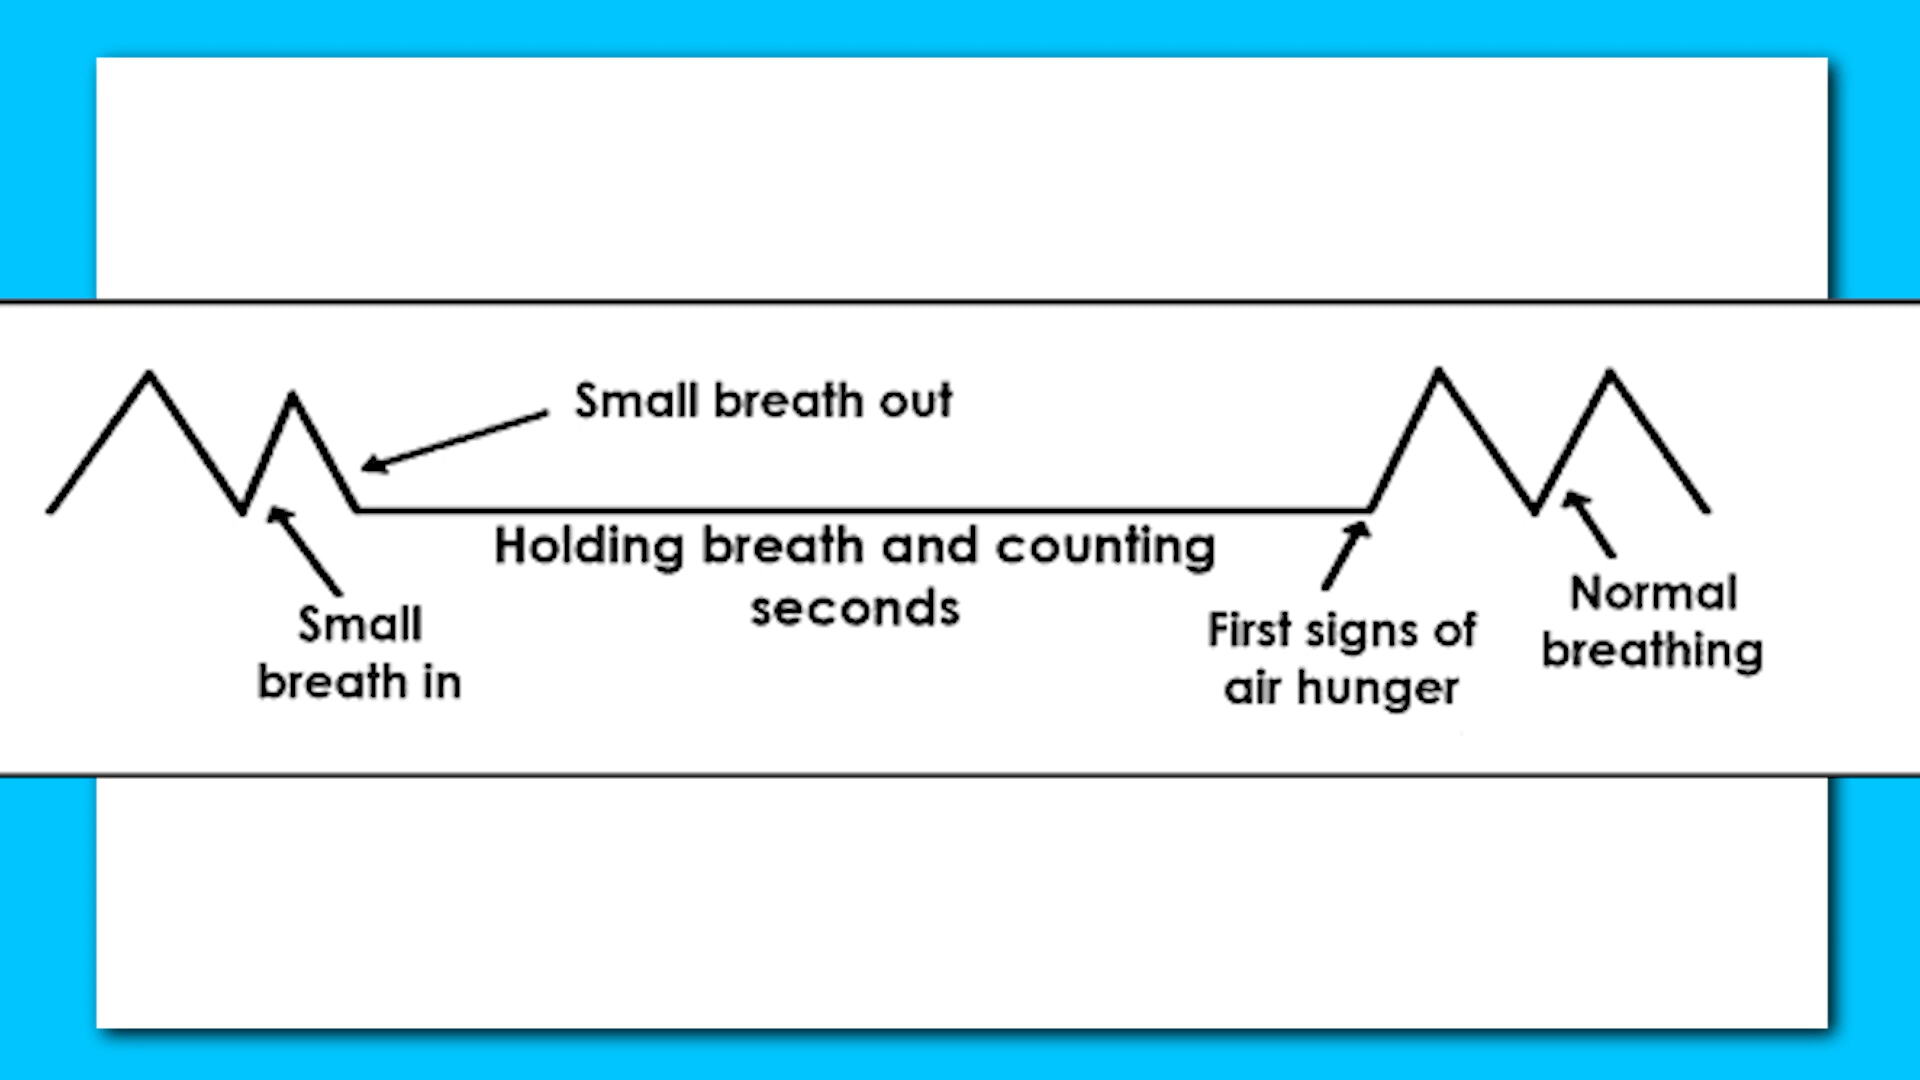 Small breath out
Holding breath and counting
seconds
Small
breath in
First signs of
air hunger
Normal
breathing